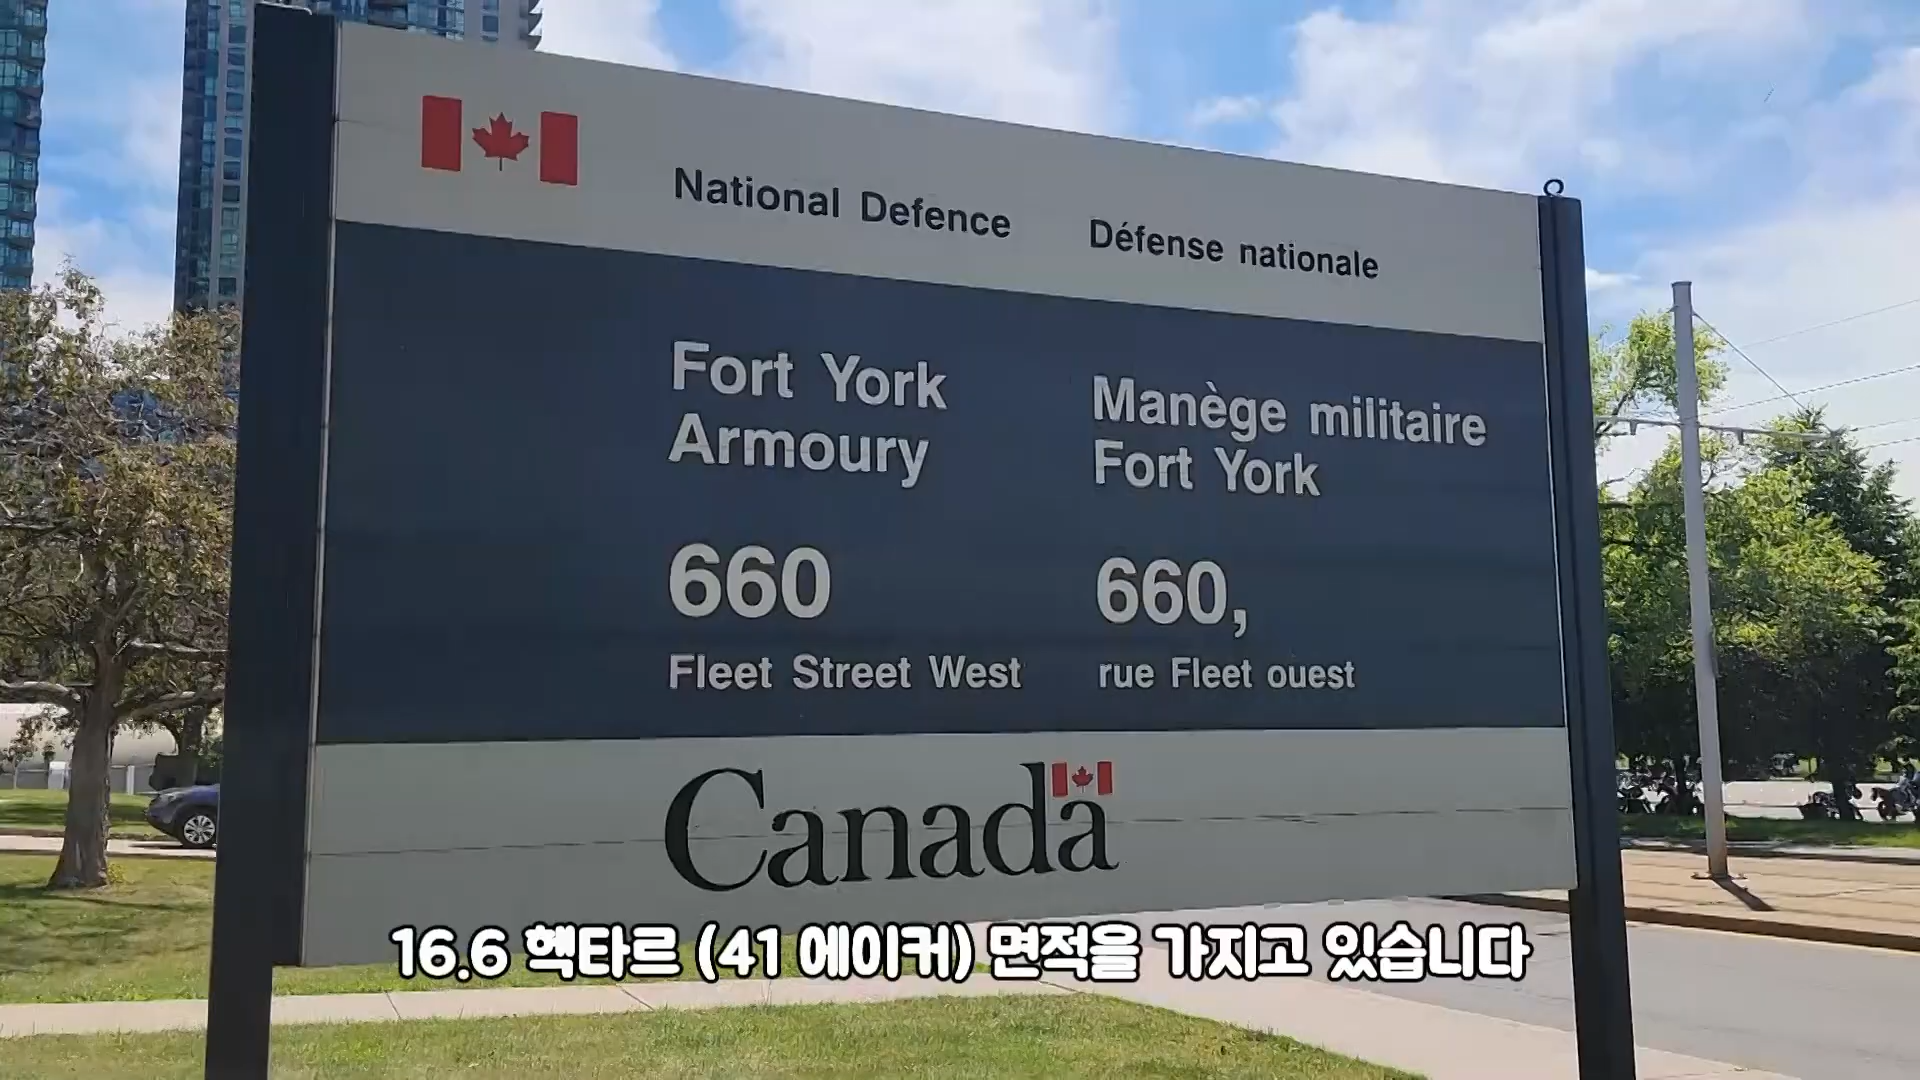 National Defence
Défense nationale
Fort York
Armoury
660
Fleet Street West
Manège militaire
Fort York
660,
rue Fleet ouest
Canada
16.6 헥타르 (41 에이커) 면적을 가지고 있습니다